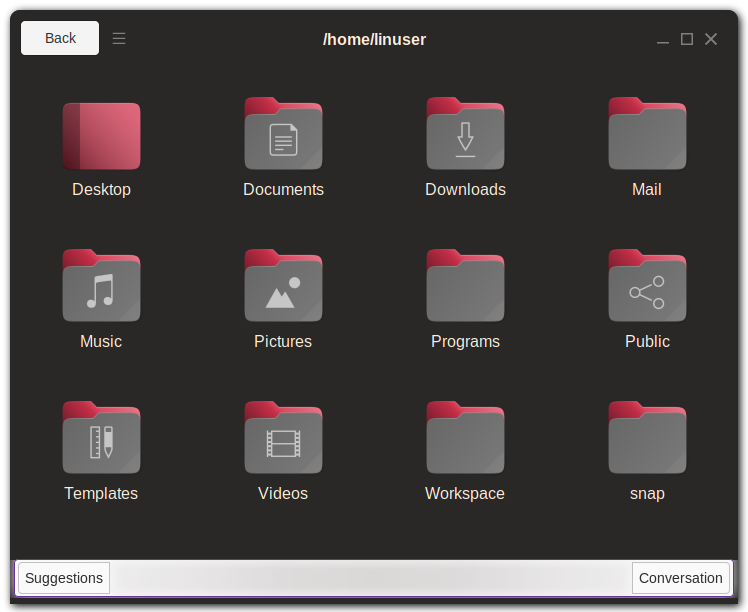 Back
/home/linuser
Desktop
Documents
Downloads
Mail
Music
Pictures
Programs
Public
Templates
Videos
Workspace
snap
Suggestions
Conversation